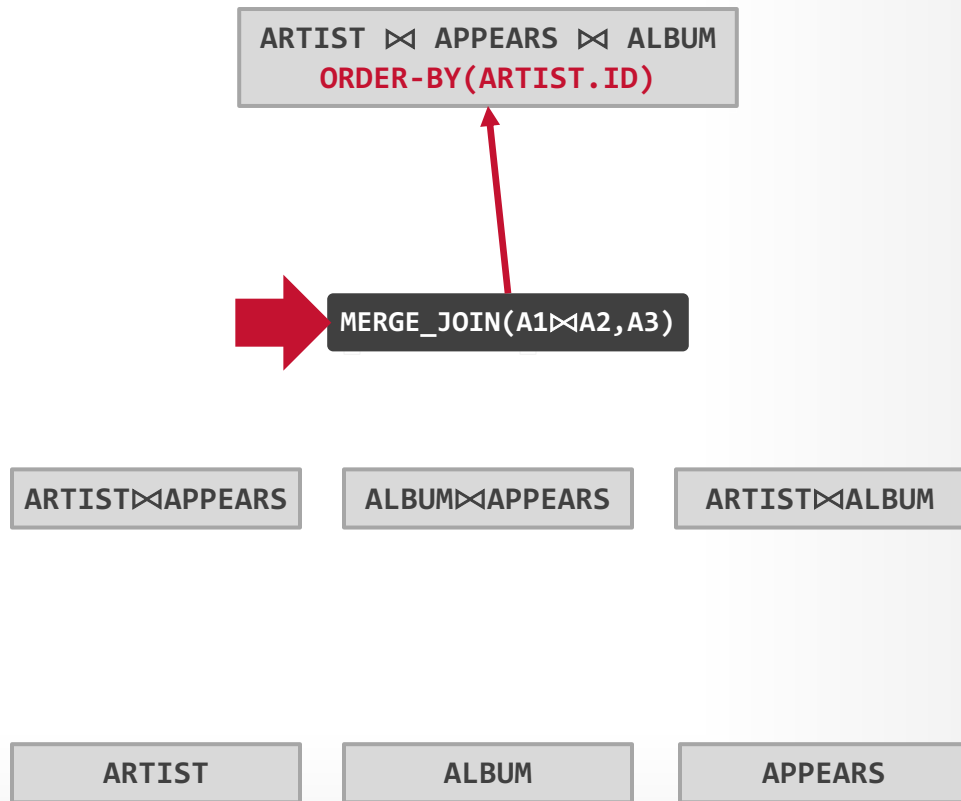 ARTIST ⋈ APPEARS ⋈ ALBUM
ORDER-BY(ARTIST.ID)
MERGE_JOIN(A1⋈A2,A3)
ARTIST⋈APPEARS
ALBUM⋈APPEARS
ARTIST⋈ALBUM
ARTIST
ALBUM
APPEARS